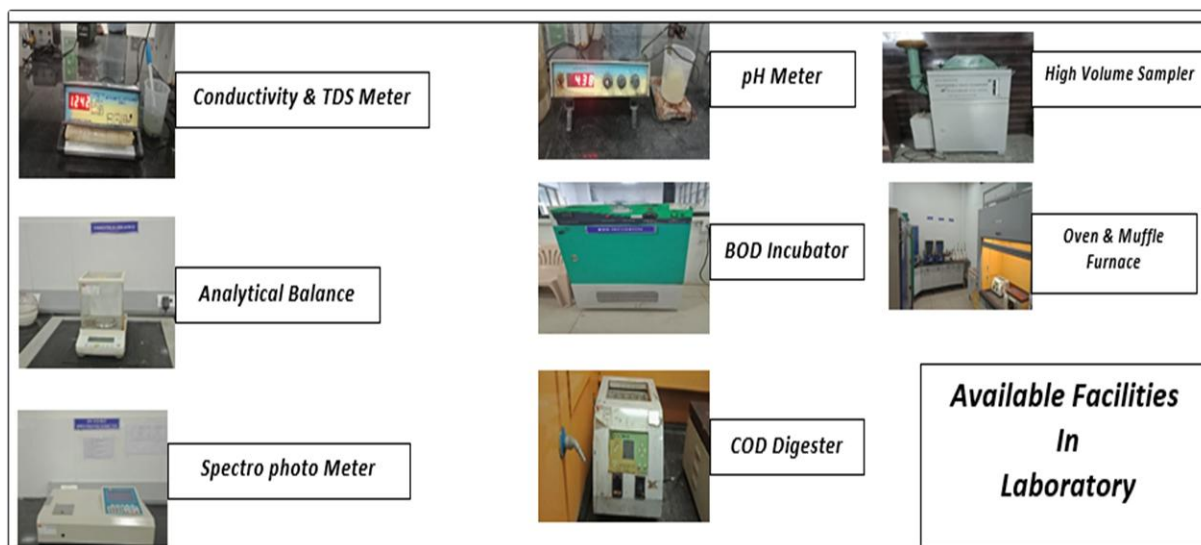 Conductivity & TDS Meter
pH Meter
High Volume Sampler
1242
Analytical Balance
BOD Incubator
Oven & Muffle
Furnace
Spectro photo Meter
COD Digester
Available Facilities
In
Laboratory